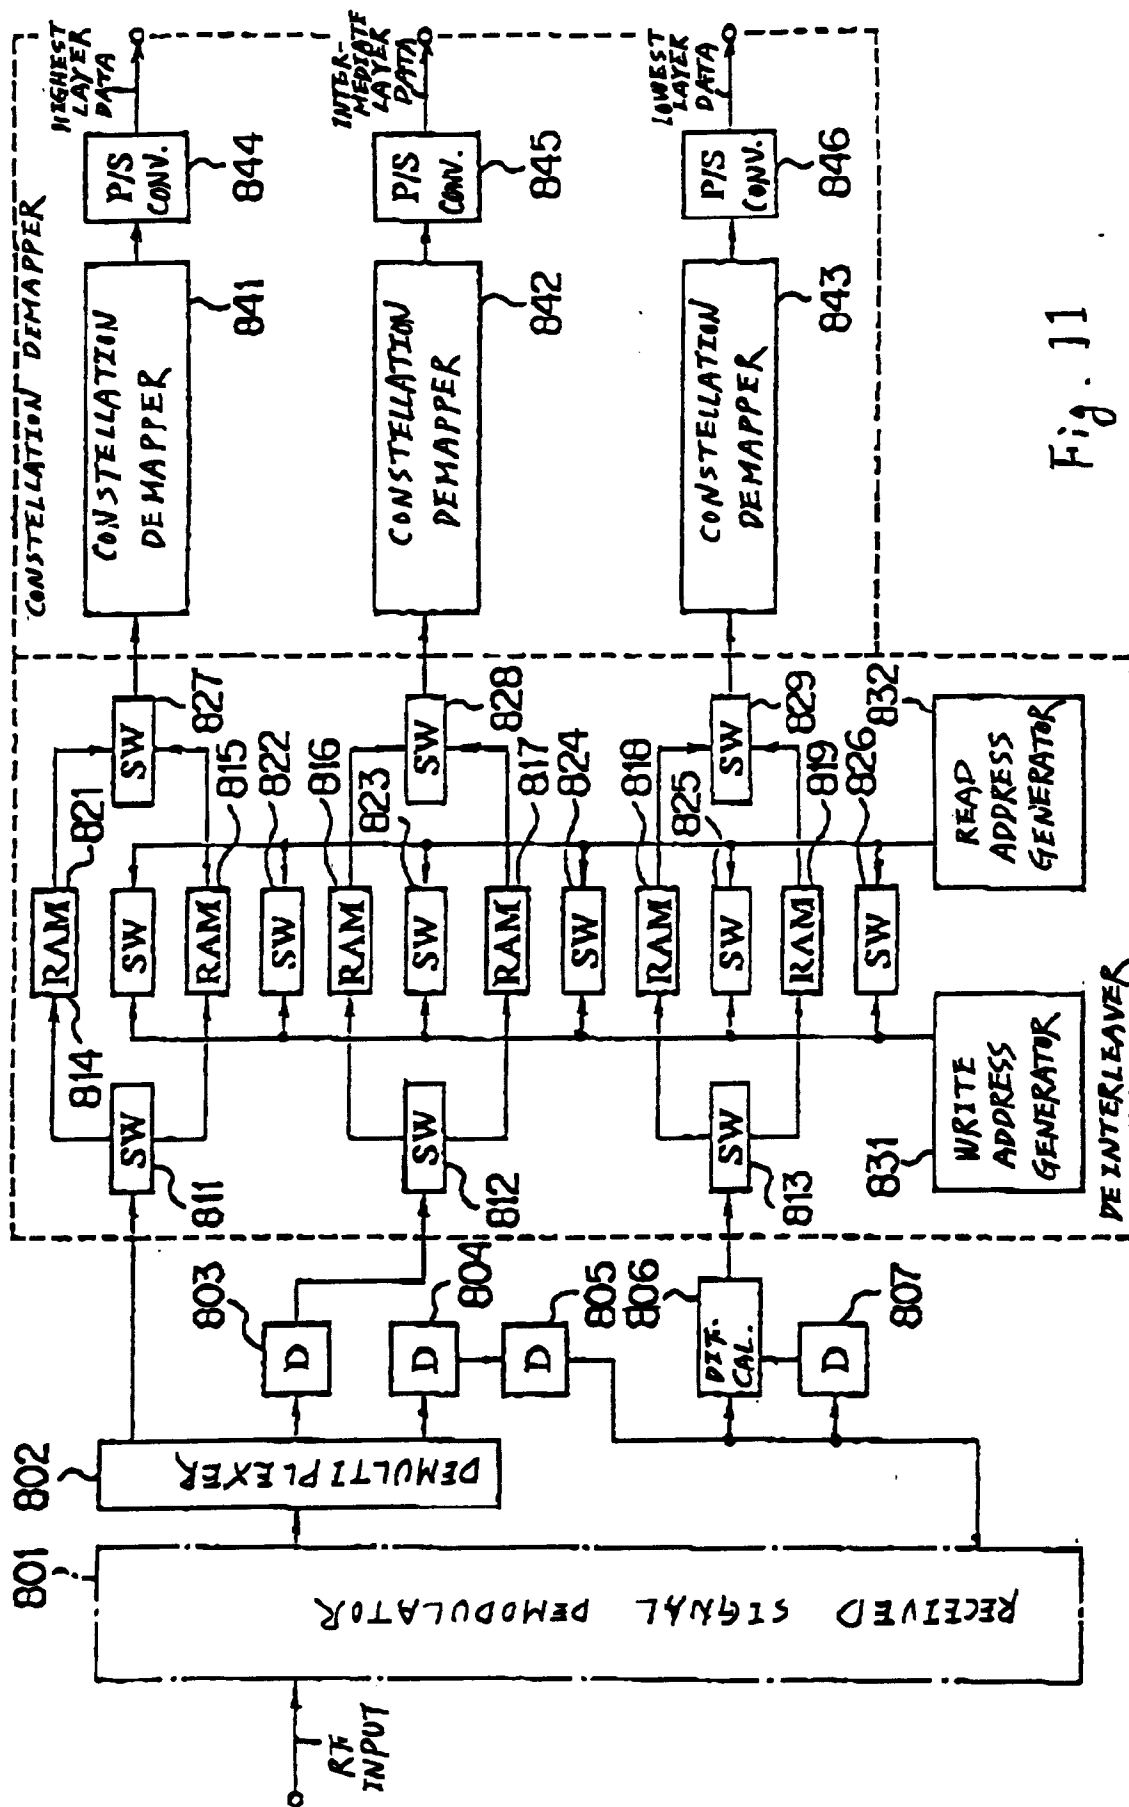 RF
INPUT
801
RECEIVED SIGNAL DEMODULATOR
802
DEMULTIPLEXER
803
D
804
D
805
D
806
DIF.
CAL.
807
D
811
SW
812
SW
813
SW
814
RAM
821
SW
RAM
815
SW
822
RAM
816
SW
823
RAM
817
SW
824
RAM
818
SW
825
RAM
819
SW
826
SW
827
SW
828
SW
829
831
WRITE
ADDRESS
GENERATOR
832
READ
ADDRESS
GENERATOR
DEINTERLEAVER
CONSTELLATION DEMAPPER
CONSTELLATION
DEMAPPER
841
CONSTELLATION
DEMAPPER
842
CONSTELLATION
DEMAPPER
843
P/S
CONV.
844
P/S
CONV.
845
P/S
CONV.
846
HIGHEST
LAYER
DATA
INTER-
MEDIATE
LAYER
DATA
LOWEST
LAYER
DATA
Fig. 11